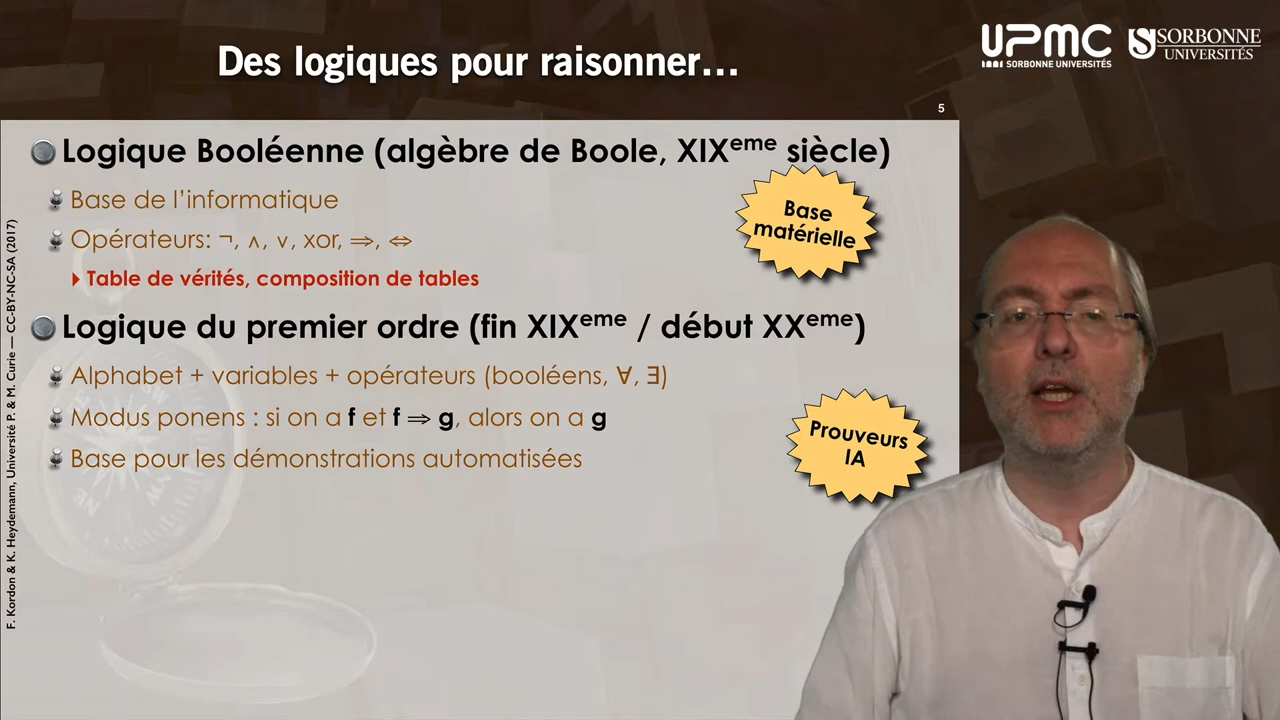 Des logiques pour raisonner...
UPMC
SORBONNE UNIVERSITÉS
SORBONNE
UNIVERSITÉS
5
Logique Booléenne (algèbre de Boole, XIXeme siècle)
Base de l’informatique
Opérateurs: ¬, ∧, ∨, xor, ⇒, ⇔
Table de vérités, composition de tables
Base
matérielle
Logique du premier ordre (fin XIXeme / début XXeme)
Alphabet + variables + opérateurs (booléens, ∀, ∃)
Modus ponens : si on a f et f ⇒ g, alors on a g
Base pour les démonstrations automatisées
Prouveurs
IA
F. Kordon & K. Heydemann, Université P. & M. Curie — CC-BY-NC-SA (2017)